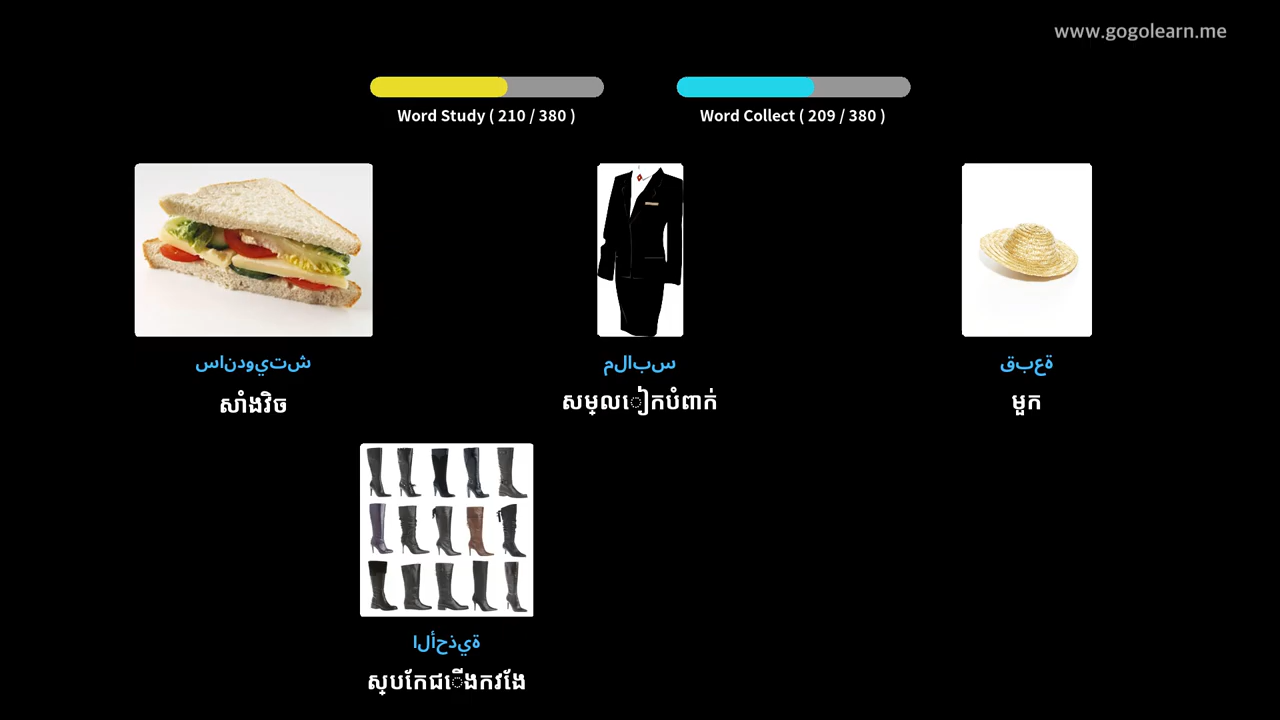 www.gogolearn.me
Word Study ( 210 / 380 )
Word Collect ( 209 / 380 )
ساندويتش
ملابس
قبعة
សាំងវិច
សម្លៀកបំពាក់
មួក
الأحذية
ស្បែកជើងកវែង